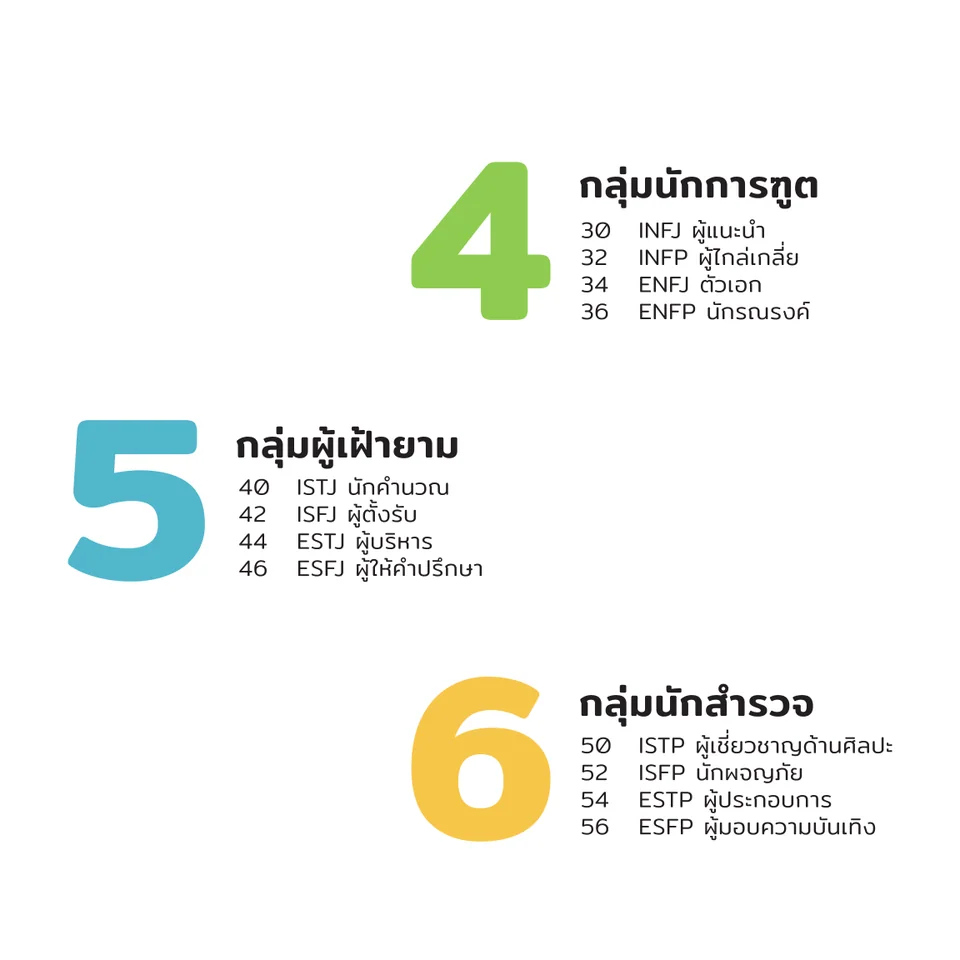 4
กลุ่มนักการฑูต
30 INFJ ผู้แนะนำ
32 INFP ผู้ไกล่เกลี่ย
34 ENFJ ตัวเอก
36 ENFP นักรณรงค์
5
กลุ่มผู้เฝ้ายาม
40 ISTJ นักคำนวณ
42 ISFJ ผู้ตั้งรับ
44 ESTJ ผู้บริหาร
46 ESFJ ผู้ให้คำปรึกษา
6
กลุ่มนักสำรวจ
50 ISTP ผู้เชี่ยวชาญด้านศิลปะ
52 ISFP นักผจญภัย
54 ESTP ผู้ประกอบการ
56 ESFP ผู้มอบความบันเทิง